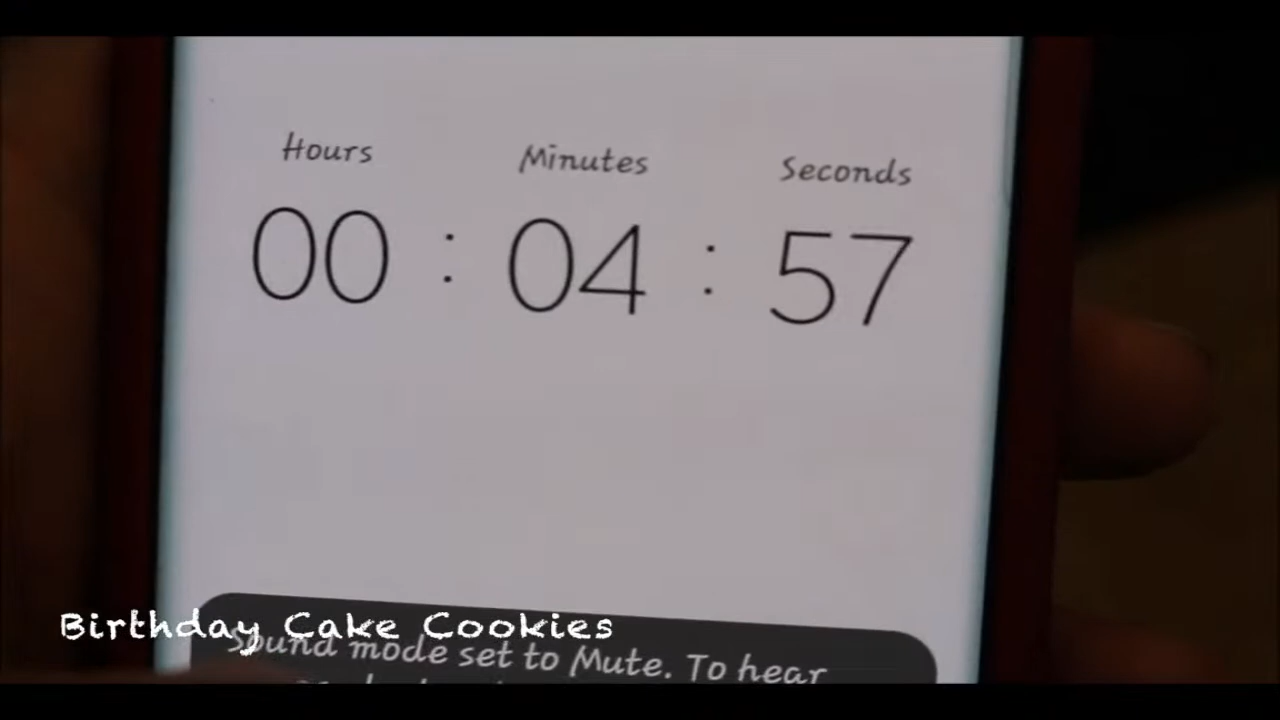 Hours Minutes Seconds
00 : 04 : 57
Birthday Cake Cookies
Sound mode set to Mute. To hear